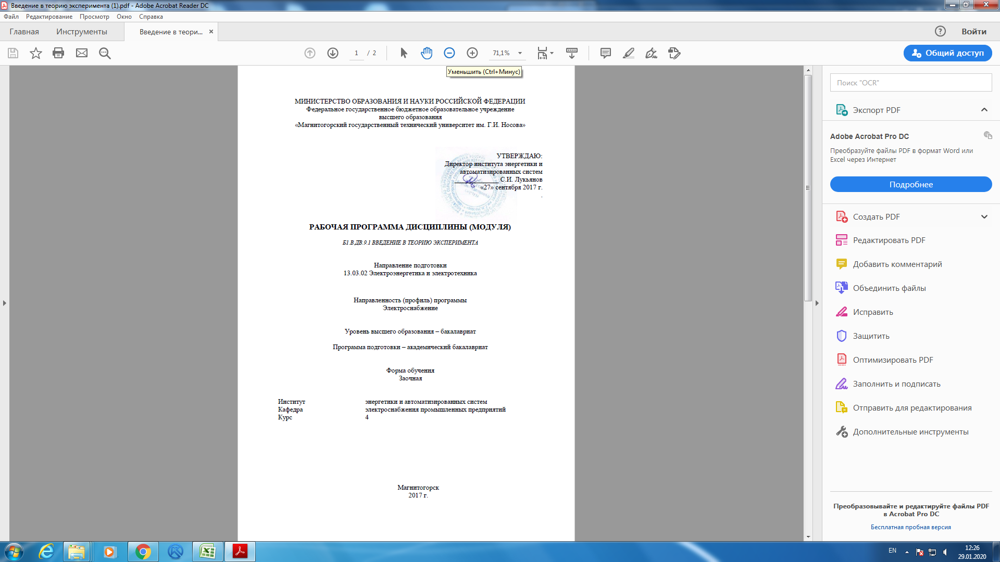 Введение в теорию эксперимента (1).pdf - Adobe Acrobat Reader DC
Файл Редактирование Просмотр Окно Справка
Главная Инструменты Введение в теори... ×
Войти
1 / 2 71,1%
Общий доступ
Уменьшить (Ctrl+Минус)
МИНИСТЕРСТВО ОБРАЗОВАНИЯ И НАУКИ РОССИЙСКОЙ ФЕДЕРАЦИИ
Федеральное государственное бюджетное образовательное учреждение
высшего образования
«Магнитогорский государственный технический университет им. Г.И. Носова»
УТВЕРЖДАЮ:
Директор института энергетики и
автоматизированных систем
С.И. Лукьянов
«27» сентября 2017 г.
.
РАБОЧАЯ ПРОГРАММА ДИСЦИПЛИНЫ (МОДУЛЯ)
Б1.В.ДВ.9.1 ВВЕДЕНИЕ В ТЕОРИЮ ЭКСПЕРИМЕНТА
Направление подготовки
13.03.02 Электроэнергетика и электротехника
Направленность (профиль) программы
Электроснабжение
Уровень высшего образования – бакалавриат
Программа подготовки – академический бакалавриат
Форма обучения
Заочная
Институт энергетики и автоматизированных систем
Кафедра электроснабжения промышленных предприятий
Курс 4
Магнитогорск
2017 г.
Поиск "OCR"
Экспорт PDF
Adobe Acrobat Pro DC
Преобразуйте файлы PDF в формат Word или
Excel через Интернет
Подробнее
Создать PDF
Редактировать PDF
Добавить комментарий
Объединить файлы
Исправить
Защитить
Оптимизировать PDF
Заполнить и подписать
Отправить для редактирования
Дополнительные инструменты
Преобразовывайте и редактируйте файлы PDF
в Acrobat Pro DC
Бесплатная пробная версия
EN
12:26
29.01.2020